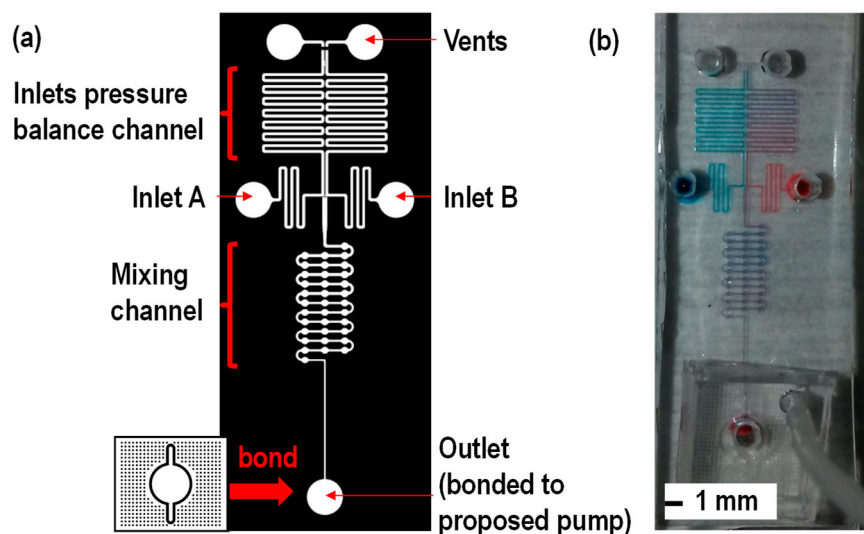 (a)
Vents
(b)
Inlets pressure
balance channel
Inlet A
Inlet B
Mixing
channel
bond
Outlet
(bonded to
proposed pump)
1 mm